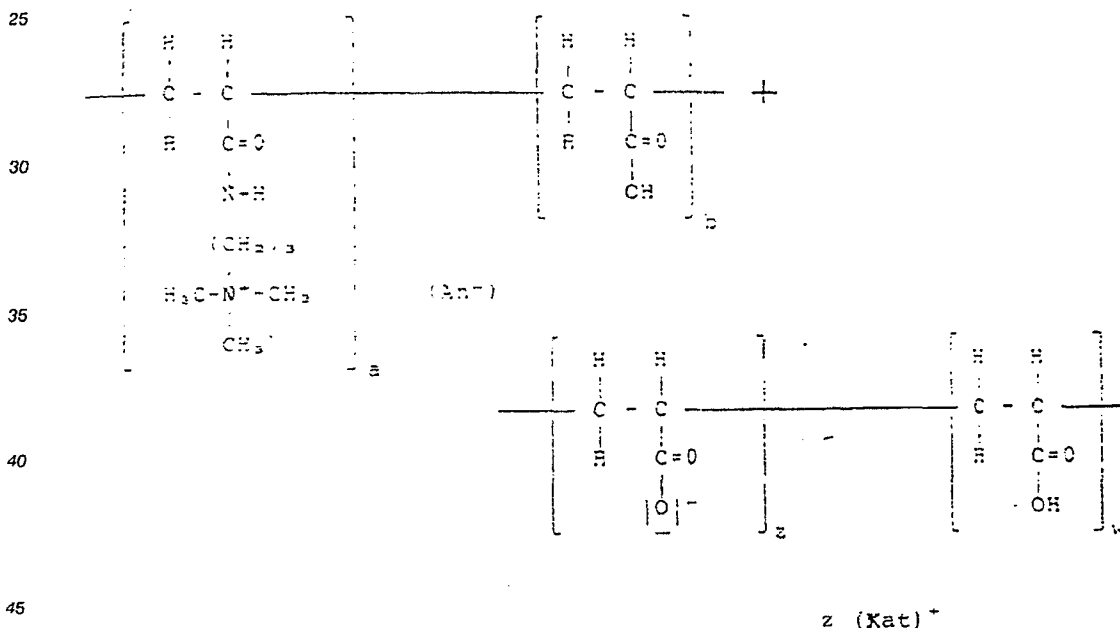 25
H H H H
C - C C - C +
H C=O H C=O
30
N-H OH
b
(CH₂)₃
H₃C-N⁺-CH₃ (An⁻)
35
CH₃
a
H H H H
C - C C - C
H C=O H C=O
40
|O|⁻ OH
z w
45
z (Kat)⁺